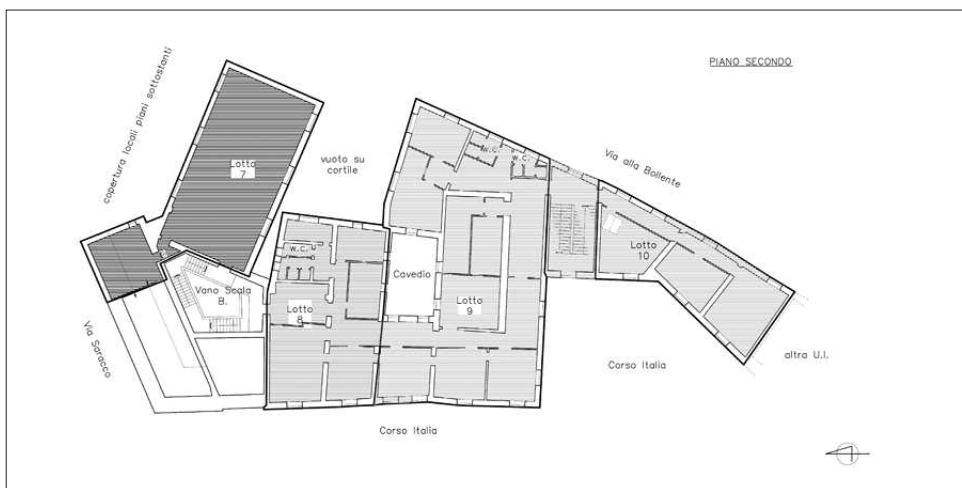 PIANO SECONDO
copertura locali piani sottostanti
Lotto
7
vuoto su
cortile
W.C.
W.C.
Via alla Bollente
Lotto
10
W.C.
Cavedio
Vano Scala
B.
Lotto
8
Lotto
9
Via Saracco
Corso Italia
altra U.I.
Corso Italia